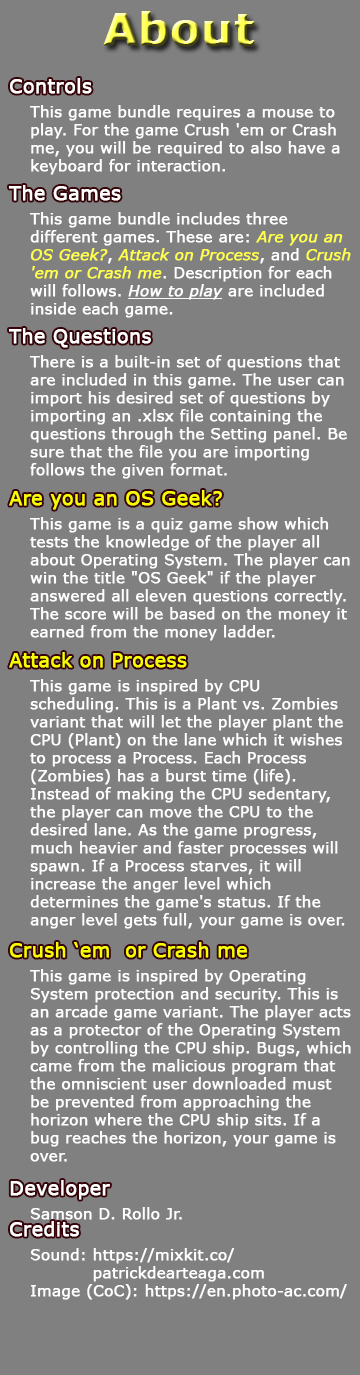 About
Controls
This game bundle requires a mouse to
play. For the game Crush 'em or Crash
me, you will be required to also have a
keyboard for interaction.
The Games
This game bundle includes three
different games. These are: Are you an
OS Geek?, Attack on Process, and Crush
'em or Crash me. Description for each
will follows. How to play are included
inside each game.
The Questions
There is a built-in set of questions that
are included in this game. The user can
import his desired set of questions by
importing an .xlsx file containing the
questions through the Setting panel. Be
sure that the file you are importing
follows the given format.
Are you an OS Geek?
This game is a quiz game show which
tests the knowledge of the player all
about Operating System. The player can
win the title "OS Geek" if the player
answered all eleven questions correctly.
The score will be based on the money it
earned from the money ladder.
Attack on Process
This game is inspired by CPU
scheduling. This is a Plant vs. Zombies
variant that will let the player plant the
CPU (Plant) on the lane which it wishes
to process a Process. Each Process
(Zombies) has a burst time (life).
Instead of making the CPU sedentary,
the player can move the CPU to the
desired lane. As the game progress,
much heavier and faster processes will
spawn. If a Process starves, it will
increase the anger level which
determines the game's status. If the
anger level gets full, your game is over.
Crush ‛em or Crash me
This game is inspired by Operating
System protection and security. This is
an arcade game variant. The player acts
as a protector of the Operating System
by controlling the CPU ship. Bugs, which
came from the malicious program that
the omniscient user downloaded must
be prevented from approaching the
horizon where the CPU ship sits. If a
bug reaches the horizon, your game is
over.
Developer
Samson D. Rollo Jr.
Credits
Sound: https://mixkit.co/
patrickdearteaga.com
Image (CoC): https://en.photo-ac.com/